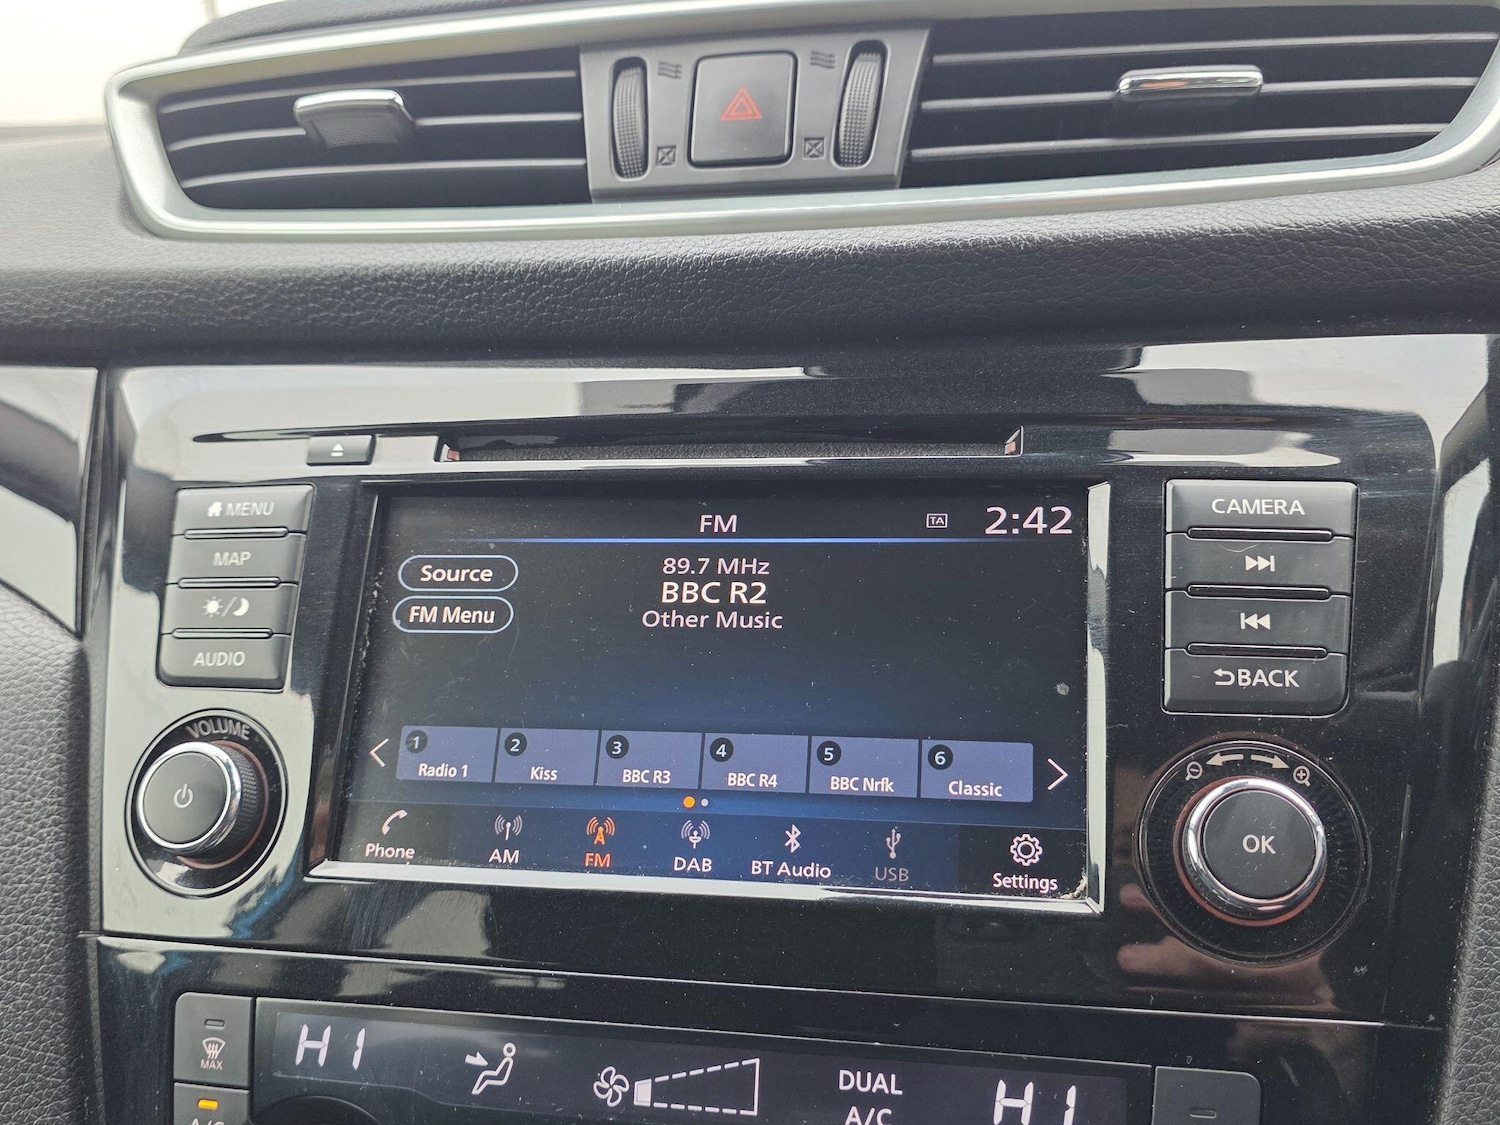 MENU
MAP
AUDIO
VOLUME
FM
TA
2:42
Source
FM Menu
89.7 MHz
BBC R2
Other Music
1
Radio 1
2
Kiss
3
BBC R3
4
BBC R4
5
BBC Nrfk
6
Classic
Phone
AM
FM
DAB
BT Audio
USB
Settings
CAMERA
BACK
OK
MAX
HI
DUAL
A/C
HI
A/C